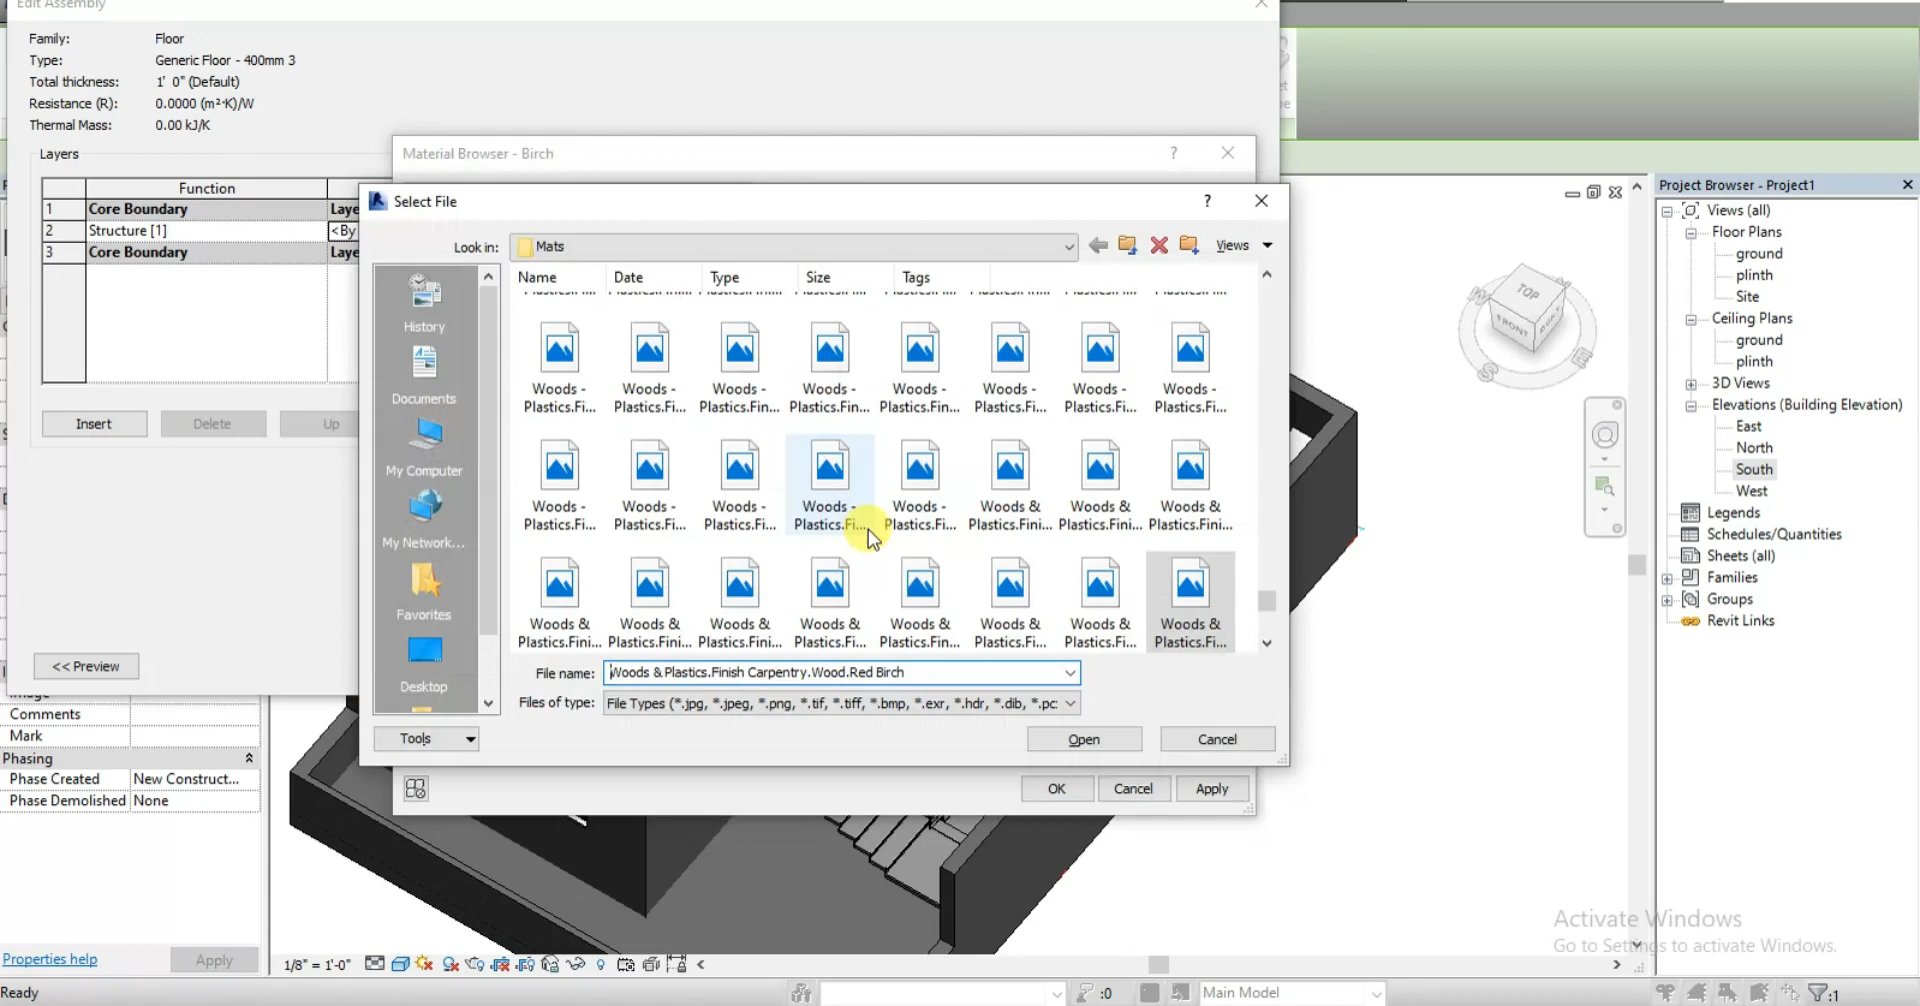 Edit Assembly
Family: Floor
Type: Generic Floor - 400mm 3
Total thickness: 1' 0" (Default)
Resistance (R): 0.0000 (m²·K)/W
Thermal Mass: 0.00 kJ/K
Layers
Function
1 Core Boundary Laye
2 Structure [1] <By
3 Core Boundary Laye
Insert Delete Up
<< Preview
Material Browser - Birch
Select File
Look in: Mats Views
Name Date Type Size Tags
History
Documents
My Computer
My Network...
Favorites
Desktop
Woods - Woods - Woods - Woods - Woods - Woods - Woods - Woods -
Plastics.Fi... Plastics.Fi... Plastics.Fin... Plastics.Fin... Plastics.Fi... Plastics.Fi... Plastics.Fi... Plastics.Fi...
Woods - Woods - Woods - Woods - Woods - Woods & Woods & Woods &
Plastics.Fi... Plastics.Fi... Plastics.Fi... Plastics.Fi... Plastics.Fi... Plastics.Fini... Plastics.Fini... Plastics.Fini...
Woods & Woods & Woods & Woods & Woods & Woods & Woods & Woods &
Plastics.Fini... Plastics.Fini... Plastics.Fini... Plastics.Fi... Plastics.Fini... Plastics.Fi... Plastics.Fi... Plastics.Fi...
File name: Woods & Plastics.Finish Carpentry.Wood.Red Birch
Files of type: File Types (*.jpg, *.jpeg, *.png, *.tif, *.tiff, *.bmp, *.exr, *.hdr, *.dib, *.pc:
Tools Open Cancel
OK Cancel Apply
Comments
Mark
Phasing
Phase Created New Construct...
Phase Demolished None
Properties help Apply
1/8" = 1'-0"
Ready
:0
Main Model
:1
TOP
FRONT
W
S
E
Project Browser - Project1
Views (all)
Floor Plans
ground
plinth
Site
Ceiling Plans
ground
plinth
3D Views
Elevations (Building Elevation)
East
North
South
West
Legends
Schedules/Quantities
Sheets (all)
Families
Groups
Revit Links
Activate Windows
Go to Settings to activate Windows.